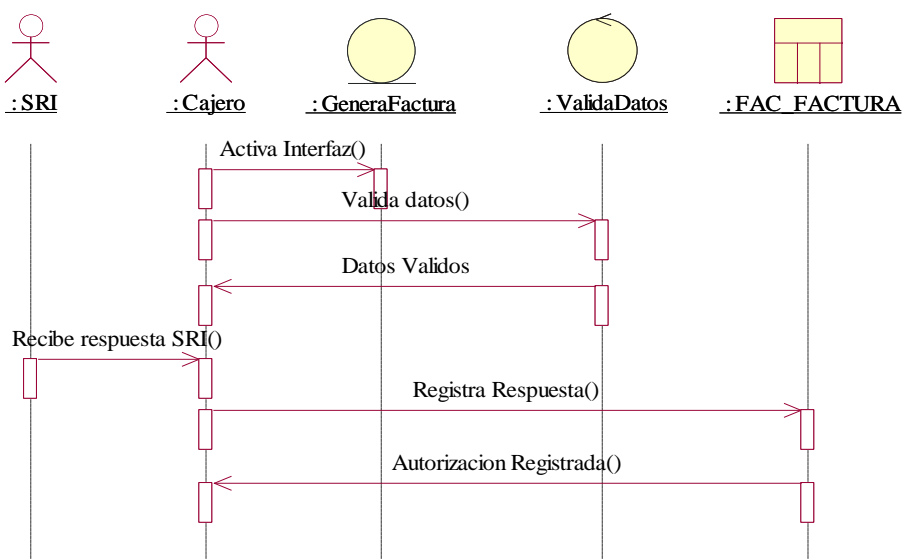 : SRI
: Cajero
: GeneraFactura
: ValidaDatos
: FAC_FACTURA
Activa Interfaz()
Valida datos()
Datos Validos
Recibe respuesta SRI()
Registra Respuesta()
Autorizacion Registrada()